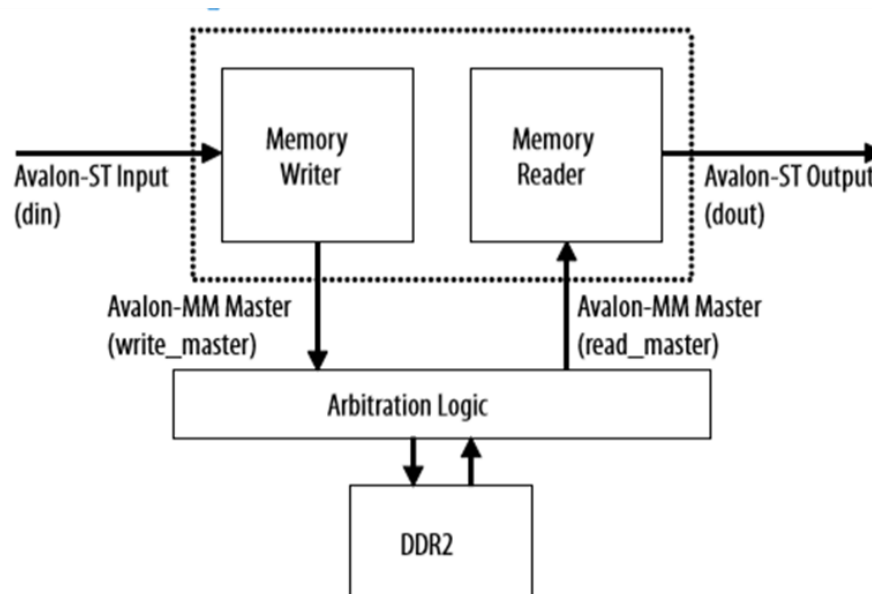 Memory
Writer
Memory
Reader
Avalon-ST Input
(din)
Avalon-ST Output
(dout)
Avalon-MM Master
(write_master)
Avalon-MM Master
(read_master)
Arbitration Logic
DDR2